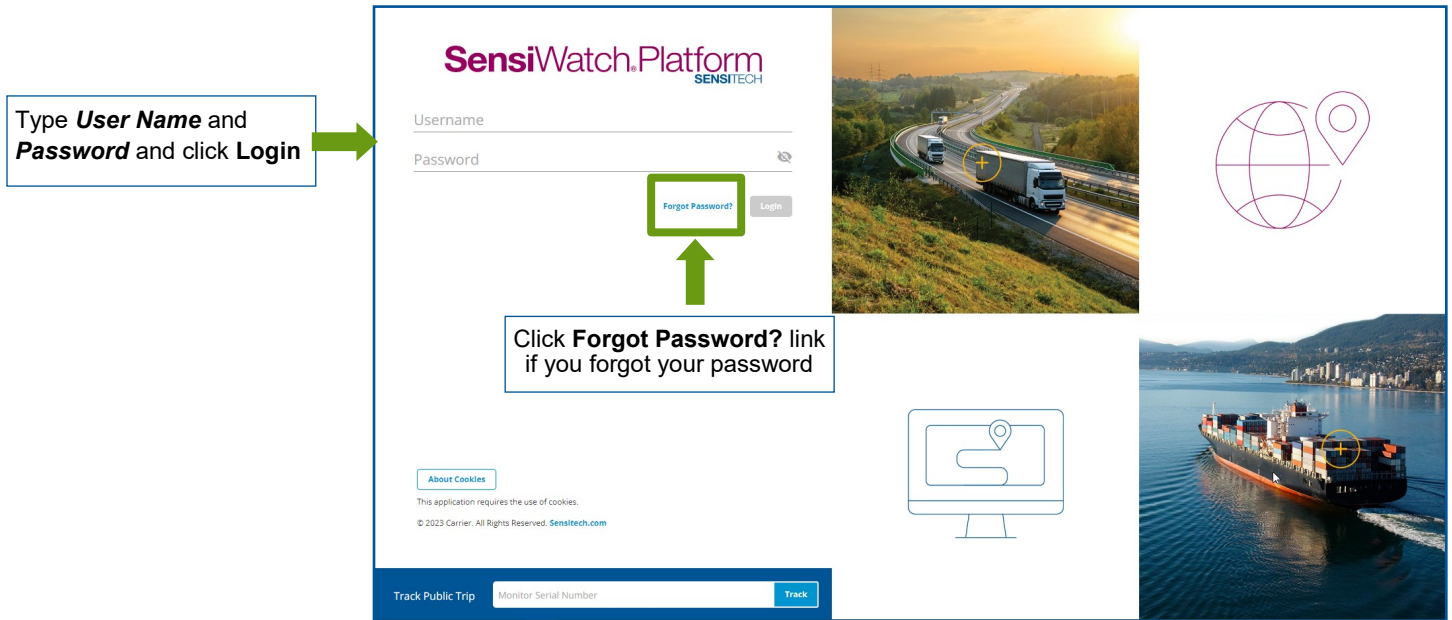 SensiWatch® Platform
SENSITECH
Type User Name and
Password and click Login
Username
Password
Forgot Password?
Login
Click Forgot Password? link
if you forgot your password
About Cookies
This application requires the use of cookies.
© 2023 Carrier. All Rights Reserved. Sensitech.com
Track Public Trip
Monitor Serial Number
Track